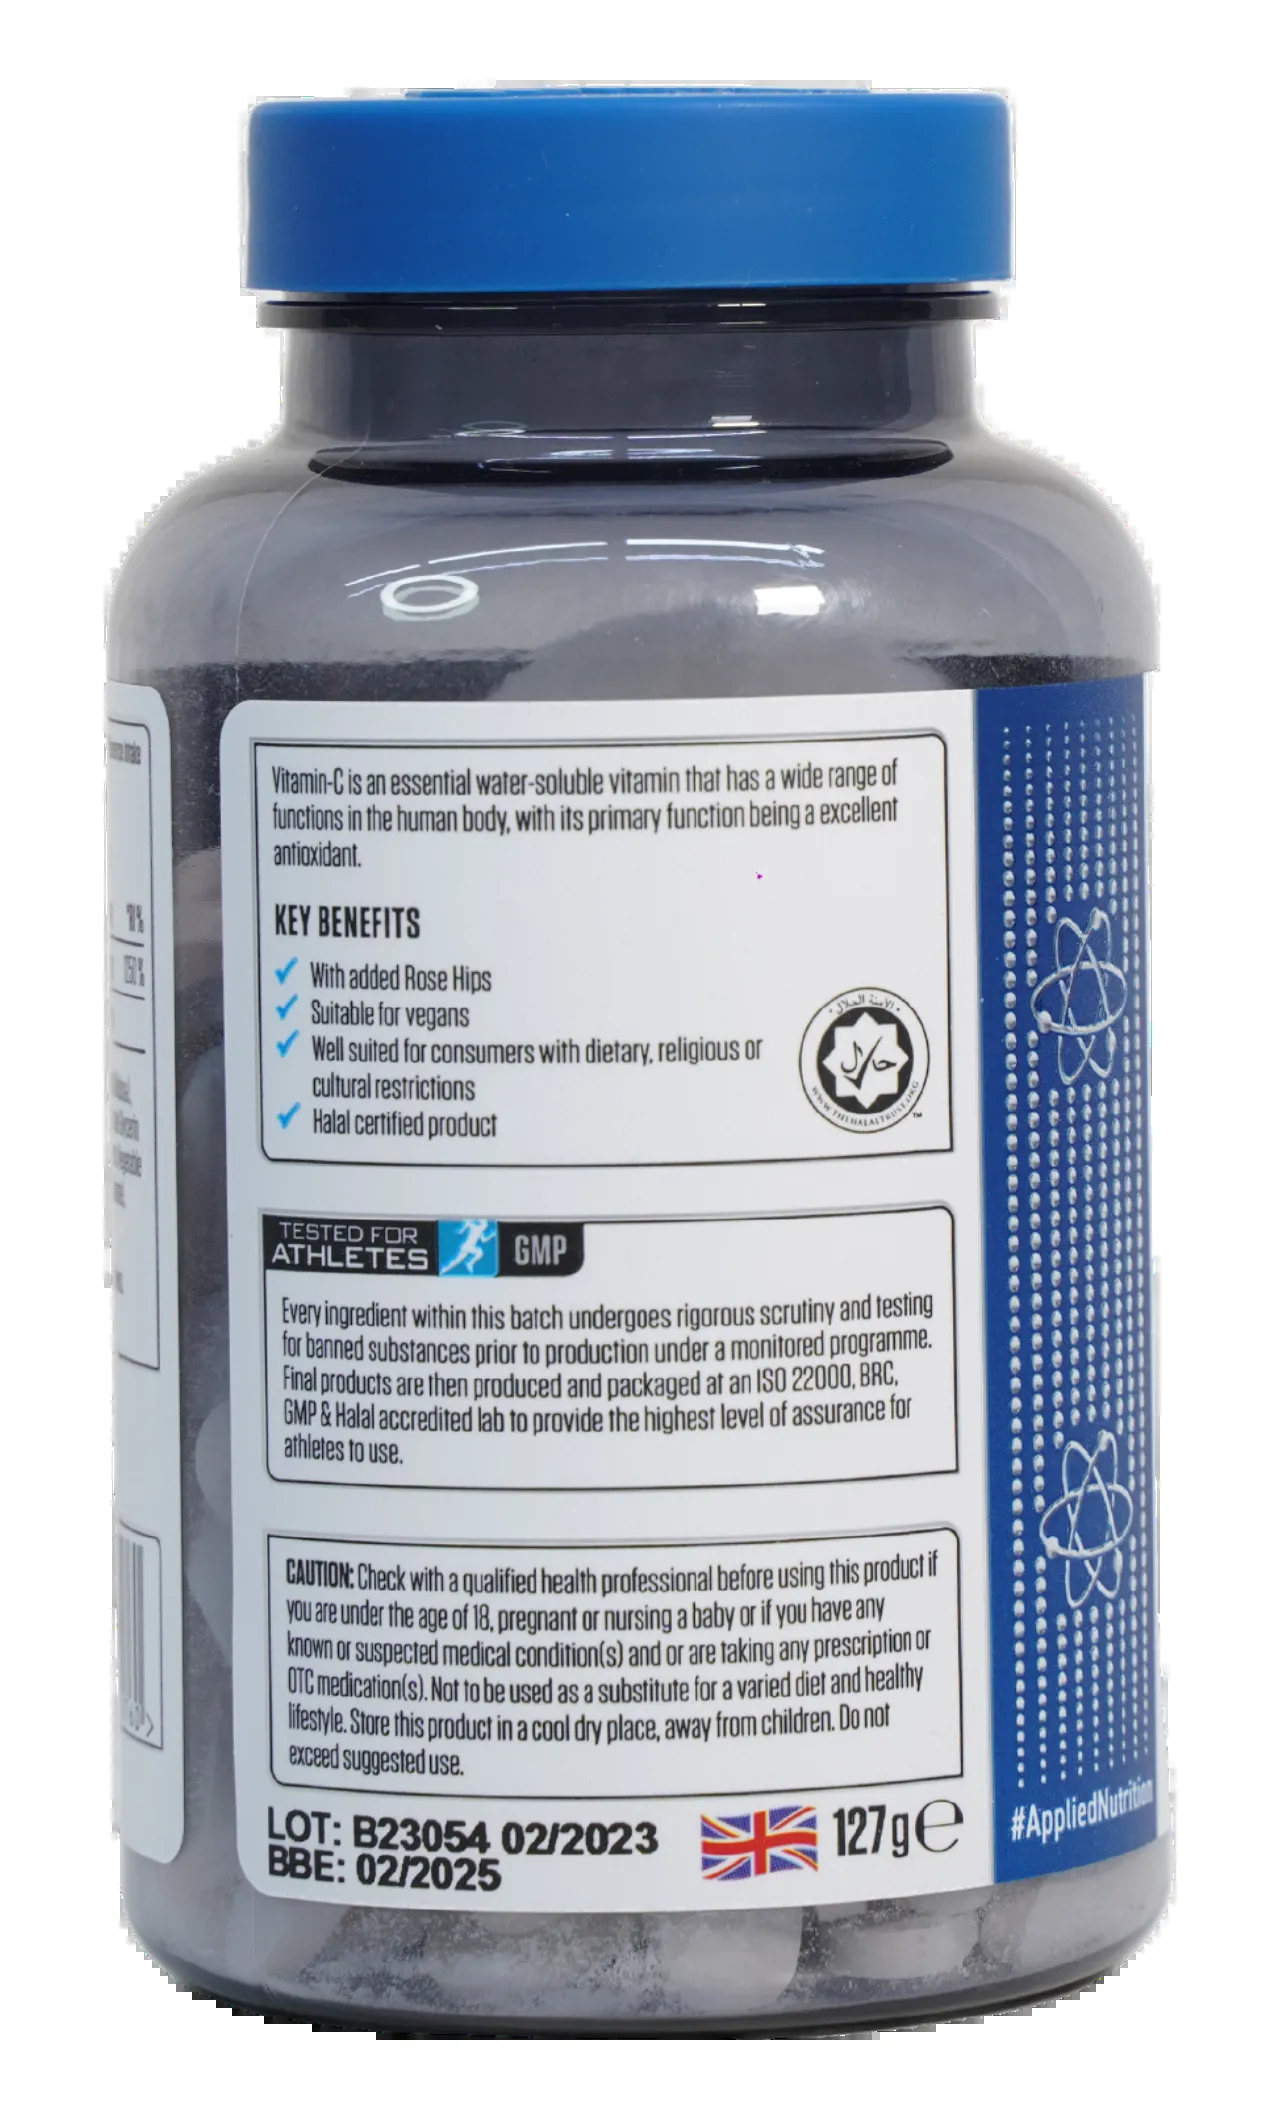 Vitamin-C is an essential water-soluble vitamin that has a wide range of
functions in the human body, with its primary function being a excellent
antioxidant.
KEY BENEFITS
With added Rose Hips
Suitable for vegans
Well suited for consumers with dietary, religious or
cultural restrictions
Halal certified product
حلال
WWW.THEHALALTRUST.ORG
TM
TESTED FOR
ATHLETES
GMP
Every ingredient within this batch undergoes rigorous scrutiny and testing
for banned substances prior to production under a monitored programme.
Final products are then produced and packaged at an ISO 22000, BRC,
GMP & Halal accredited lab to provide the highest level of assurance for
athletes to use.
CAUTION: Check with a qualified health professional before using this product if
you are under the age of 18, pregnant or nursing a baby or if you have any
known or suspected medical condition(s) and or are taking any prescription or
OTC medication(s). Not to be used as a substitute for a varied diet and healthy
lifestyle. Store this product in a cool dry place, away from children. Do not
exceed suggested use.
LOT: B23054 02/2023
BBE: 02/2025
127g℮
#AppliedNutrition
intake
1250%